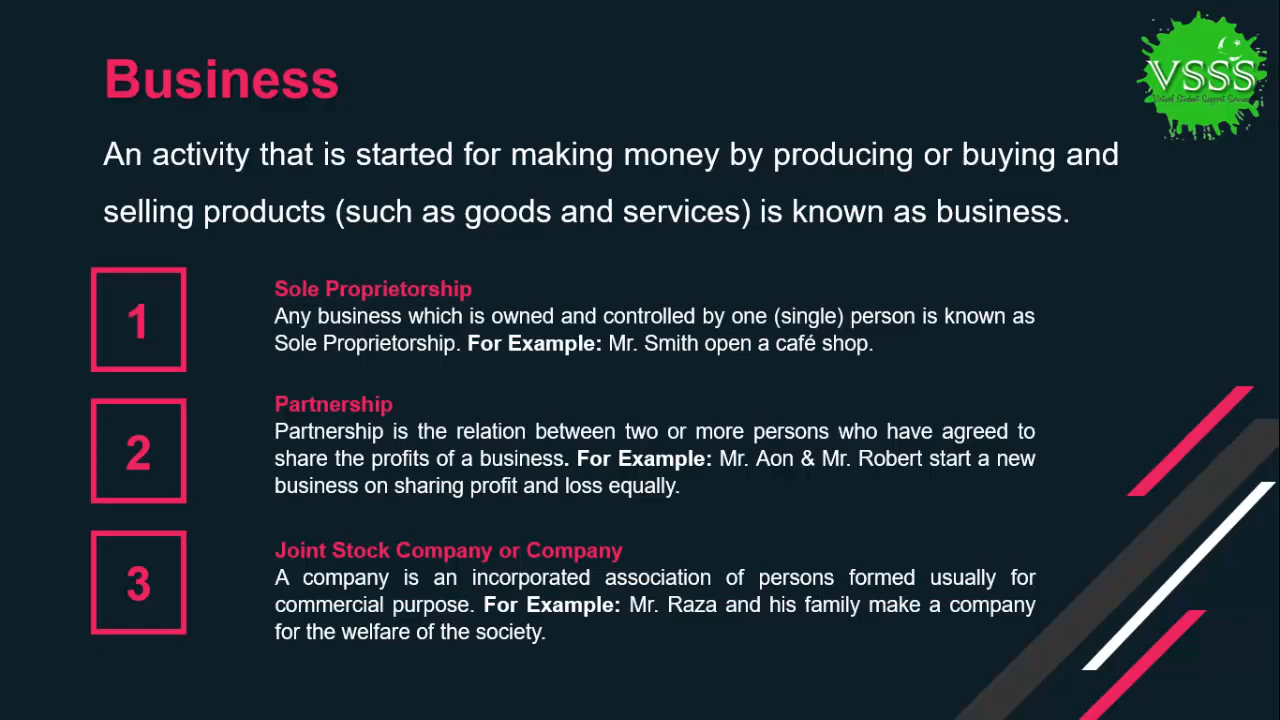 Business
VSSS
Virtual Student Support Services
An activity that is started for making money by producing or buying and
selling products (such as goods and services) is known as business.
1
Sole Proprietorship
Any business which is owned and controlled by one (single) person is known as
Sole Proprietorship. For Example: Mr. Smith open a café shop.
2
Partnership
Partnership is the relation between two or more persons who have agreed to
share the profits of a business. For Example: Mr. Aon & Mr. Robert start a new
business on sharing profit and loss equally.
3
Joint Stock Company or Company
A company is an incorporated association of persons formed usually for
commercial purpose. For Example: Mr. Raza and his family make a company
for the welfare of the society.